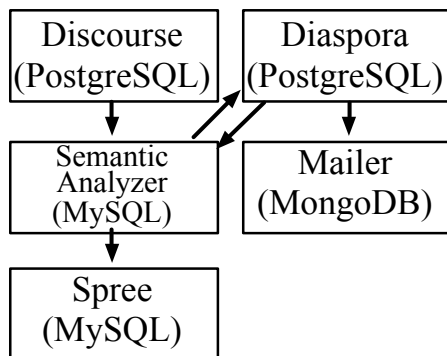 Discourse
(PostgreSQL)
Diaspora
(PostgreSQL)
Semantic
Analyzer
(MySQL)
Mailer
(MongoDB)
Spree
(MySQL)